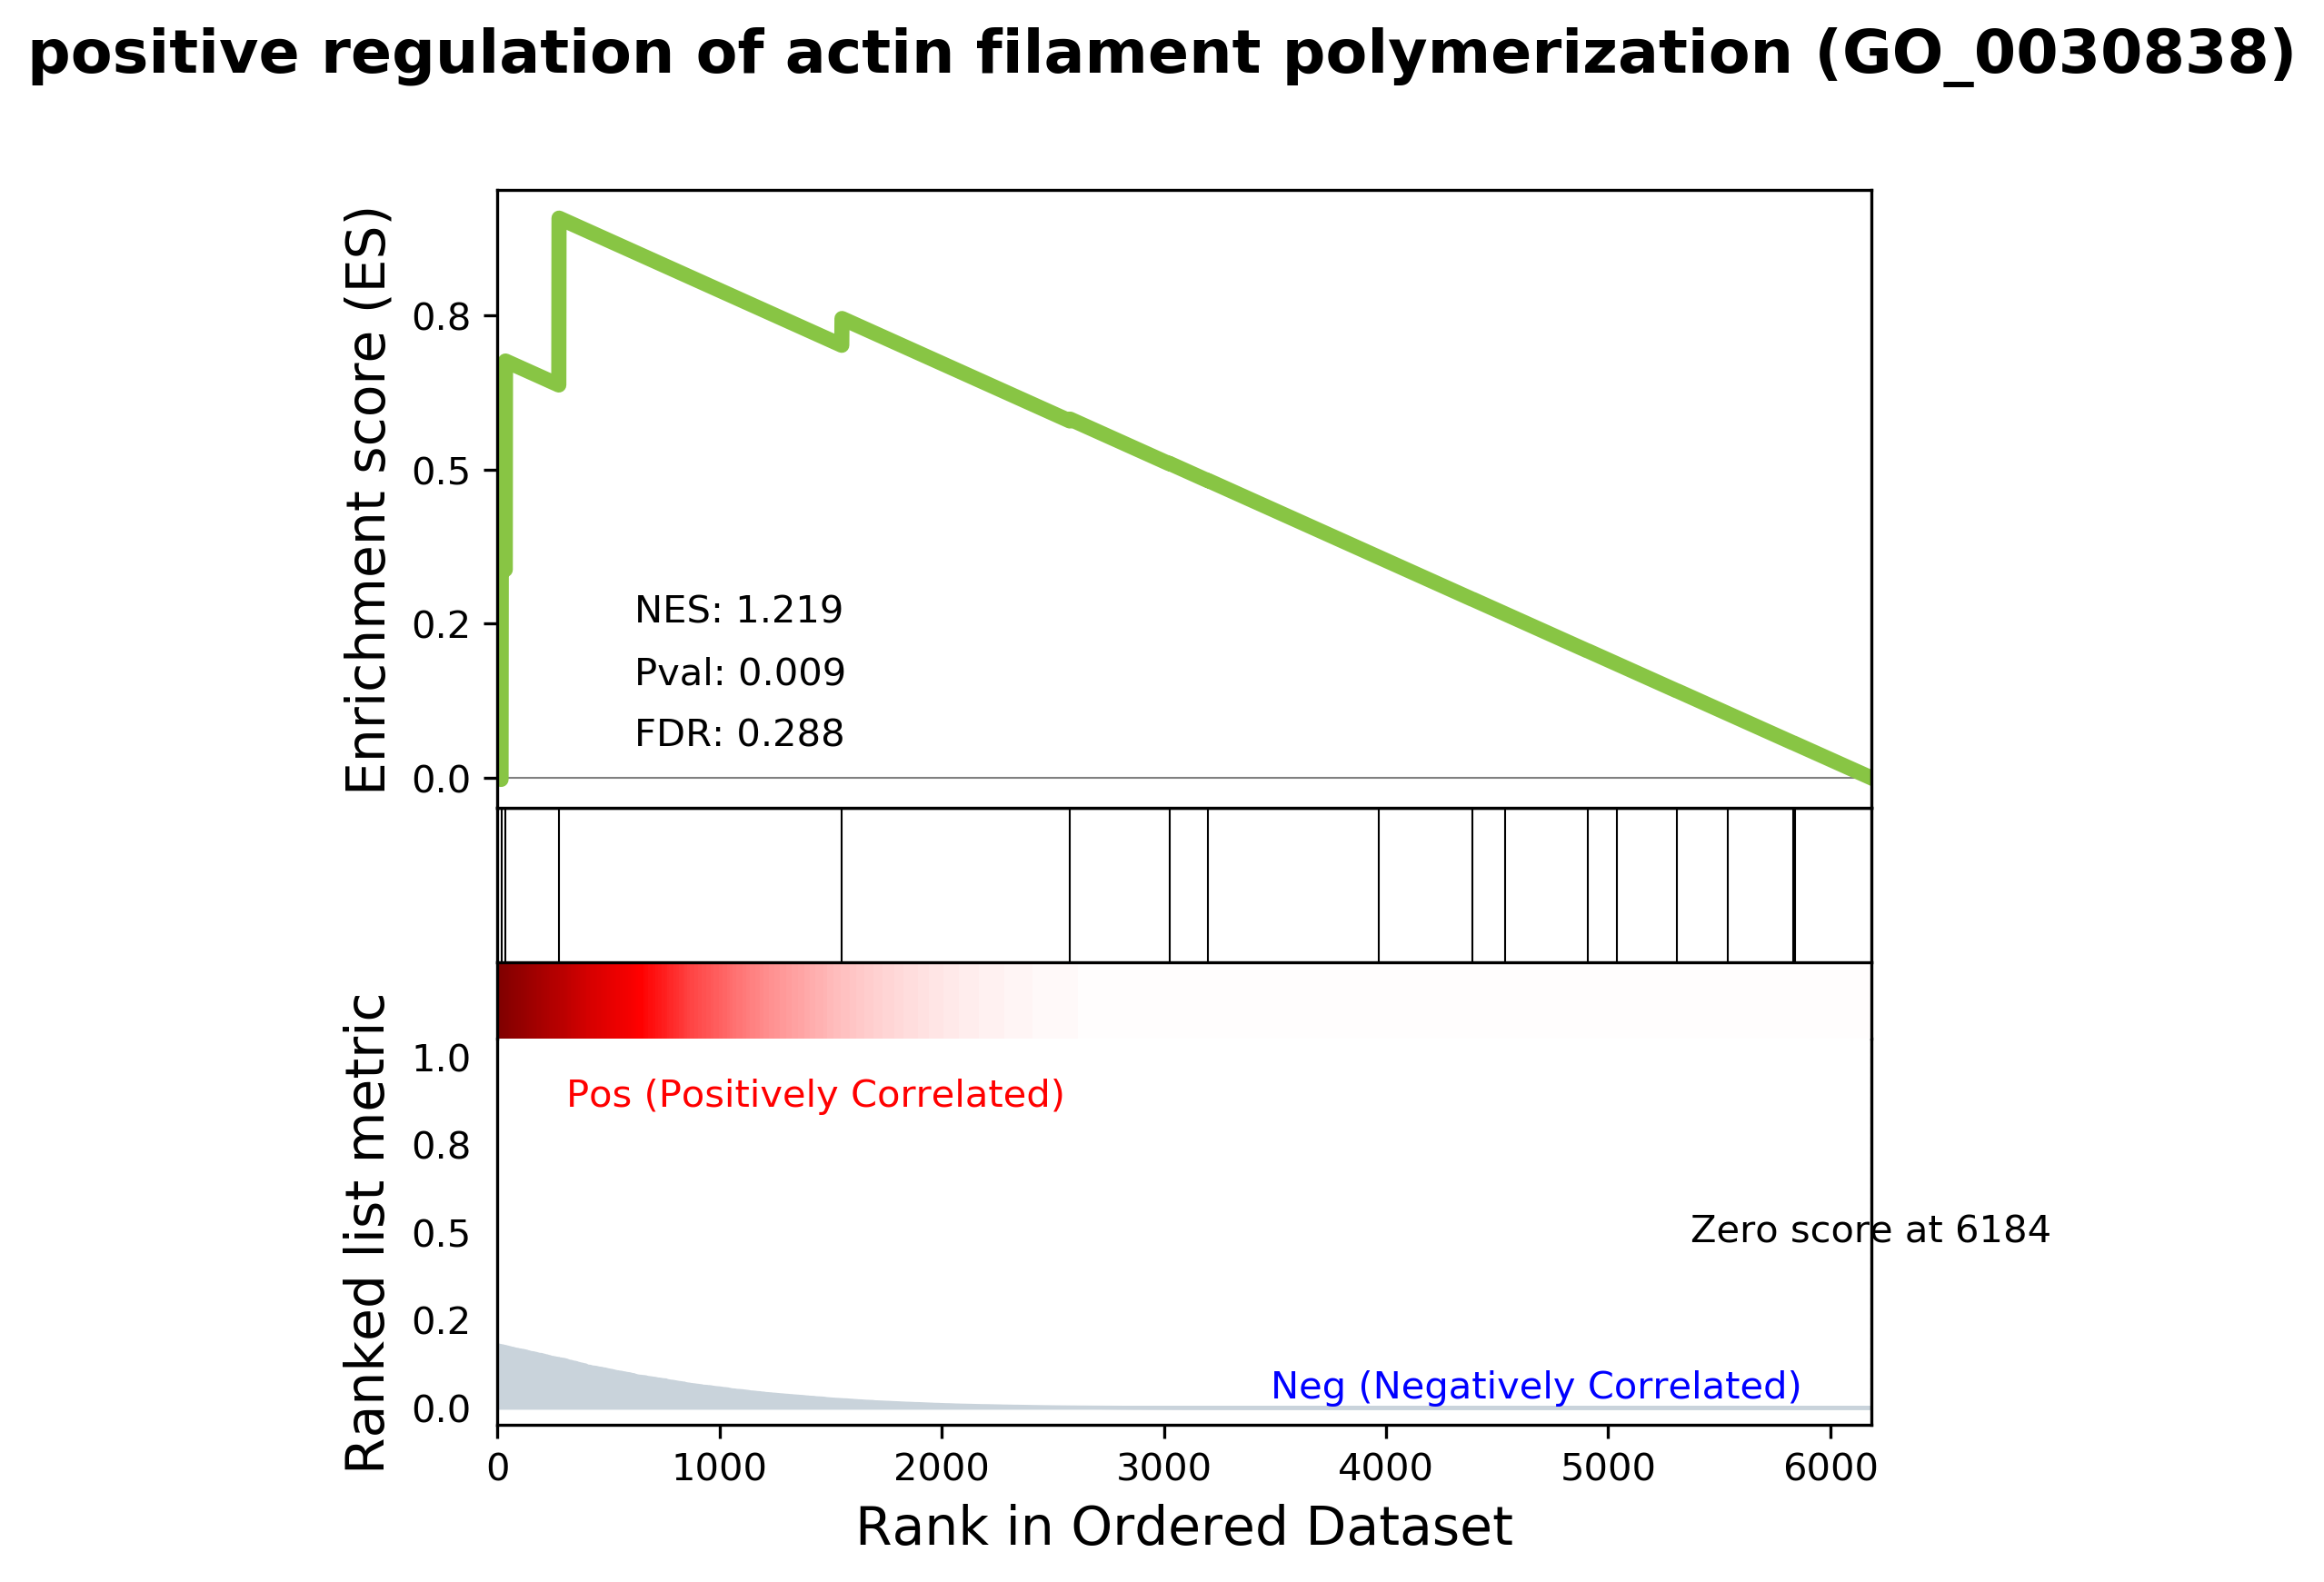 positive regulation of actin filament polymerization (GO_0030838)
Enrichment score (ES)
0.8
0.5
0.2
0.0
NES: 1.219
Pval: 0.009
FDR: 0.288
Ranked list metric
1.0
0.8
0.5
0.2
0.0
Pos (Positively Correlated)
Zero score at 6184
Neg (Negatively Correlated)
0 1000 2000 3000 4000 5000 6000
Rank in Ordered Dataset